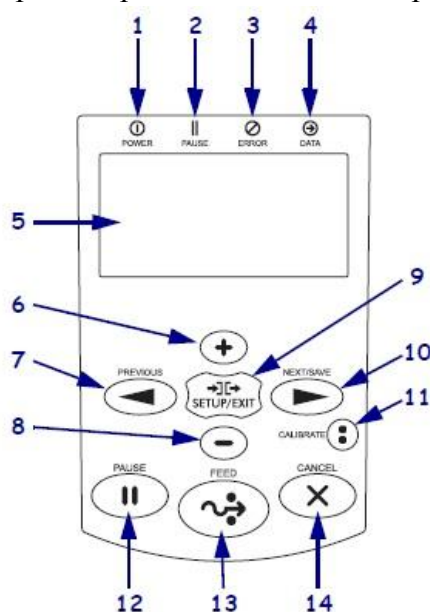 1 2 3 4
POWER PAUSE ERROR DATA
5
9
6
PREVIOUS NEXT/SAVE
7 10
SETUP/EXIT
11
8
CALIBRATE
PAUSE FEED CANCEL
12 13 14